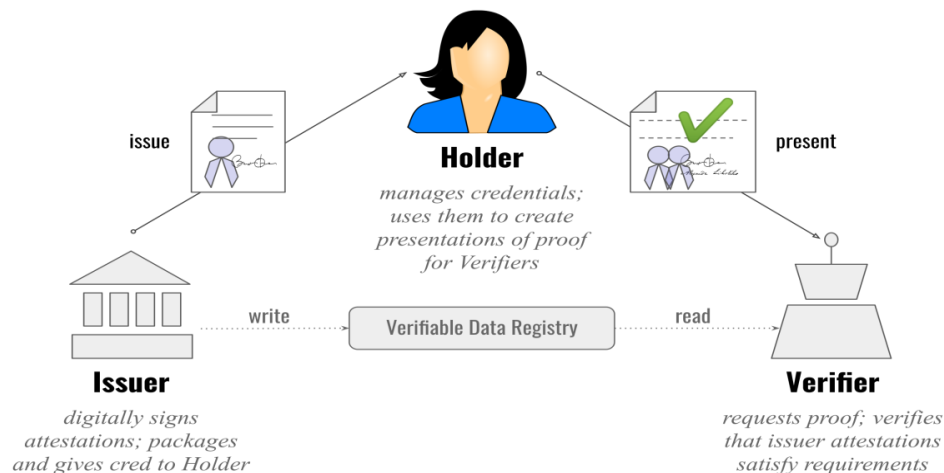 issue
present
Holder
manages credentials;
uses them to create
presentations of proof
for Verifiers
write
Verifiable Data Registry
read
Issuer
digitally signs
attestations; packages
and gives cred to Holder
Verifier
requests proof; verifies
that issuer attestations
satisfy requirements